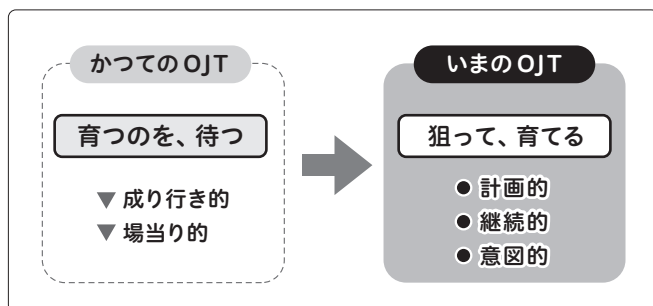 かつてのOJT
育つのを、待つ
▼ 成り行き的
▼ 場当り的
いまのOJT
狙って、育てる
● 計画的
● 継続的
● 意図的